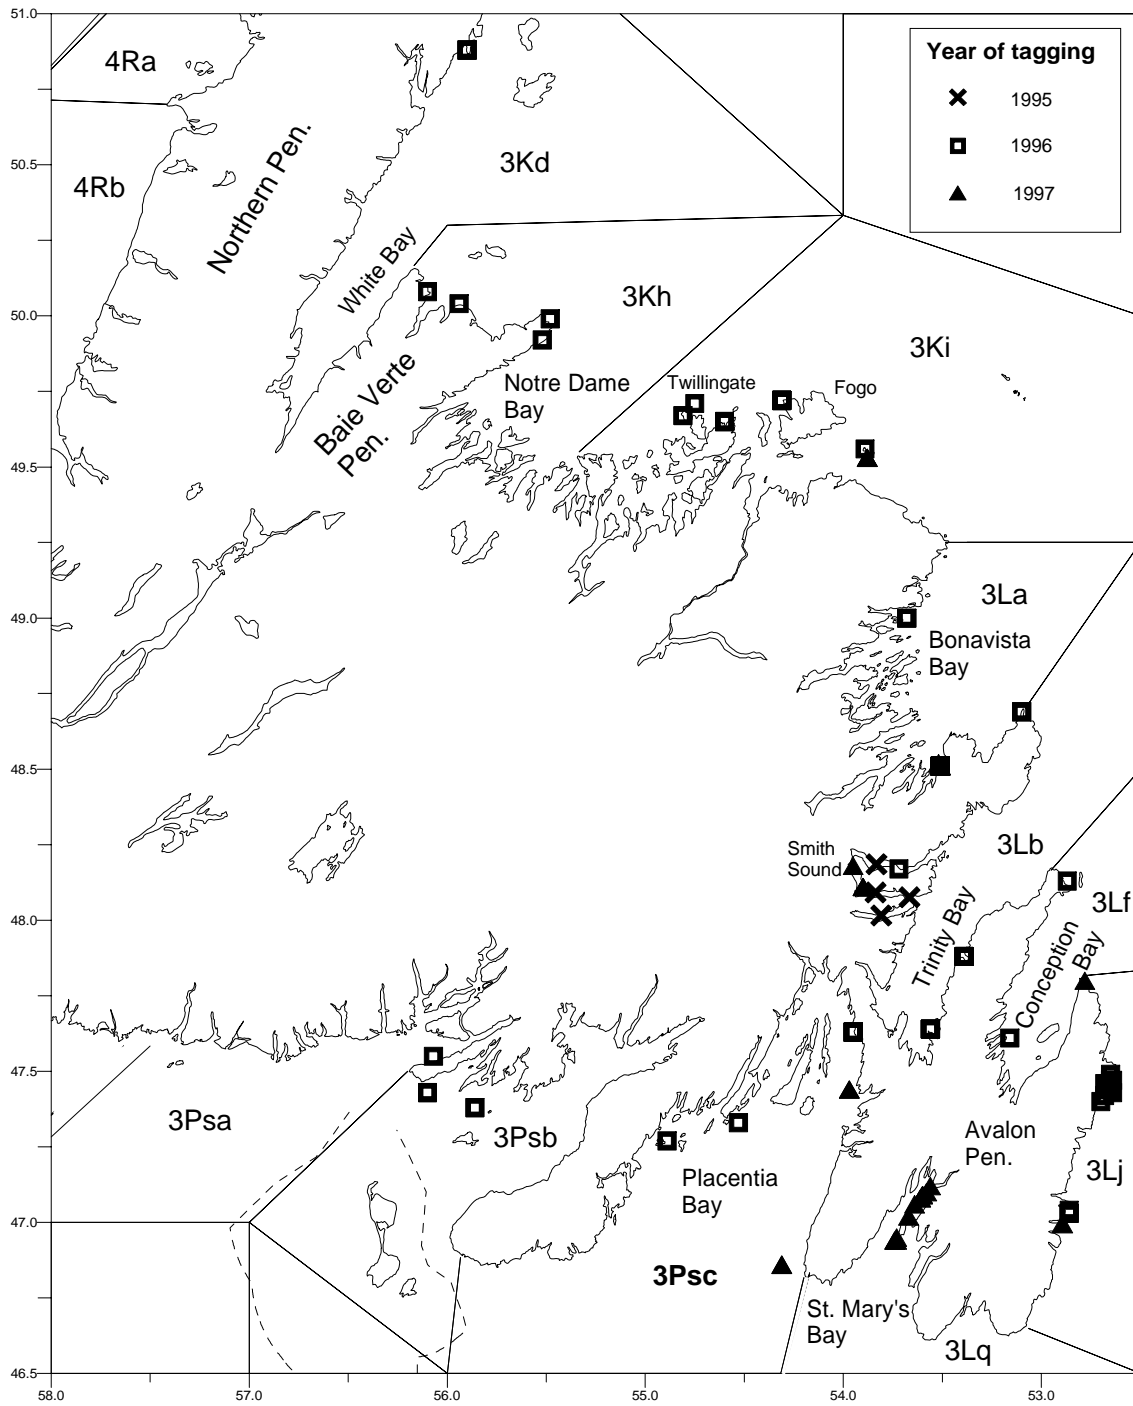 51.0
50.5
50.0
49.5
49.0
48.5
48.0
47.5
47.0
46.5
58.0
57.0
56.0
55.0
54.0
53.0
Year of tagging
1995
1996
1997
4Ra
4Rb
Northern Pen.
3Kd
White Bay
3Kh
3Ki
Baie Verte
Pen.
Notre Dame
Bay
Twillingate
Fogo
3La
Bonavista
Bay
Smith
Sound
3Lb
Trinity Bay
3Lf
Conception
Bay
3Psa
3Psb
Placentia
Bay
Avalon
Pen.
3Lj
3Psc
St. Mary's
Bay
3Lq